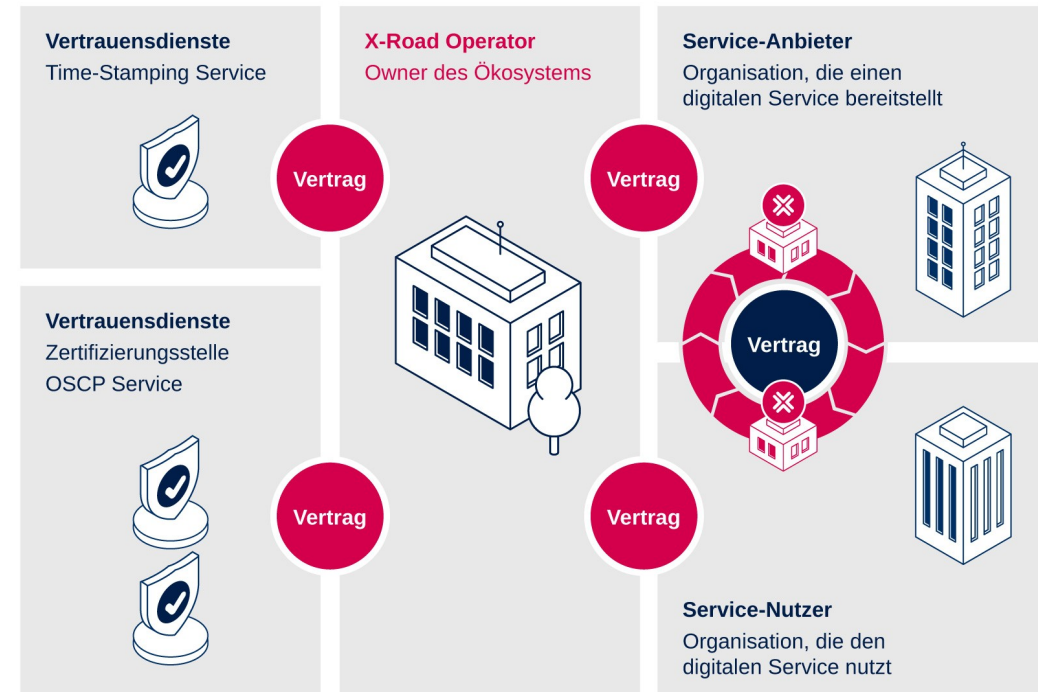 Vertrauensdienste
Time-Stamping Service
Vertrag
X-Road Operator
Owner des Ökosystems
Vertrag
Service-Anbieter
Organisation, die einen
digitalen Service bereitstellt
Vertrag
Vertrauensdienste
Zertifizierungsstelle
OSCP Service
Vertrag
Vertrag
Service-Nutzer
Organisation, die den
digitalen Service nutzt